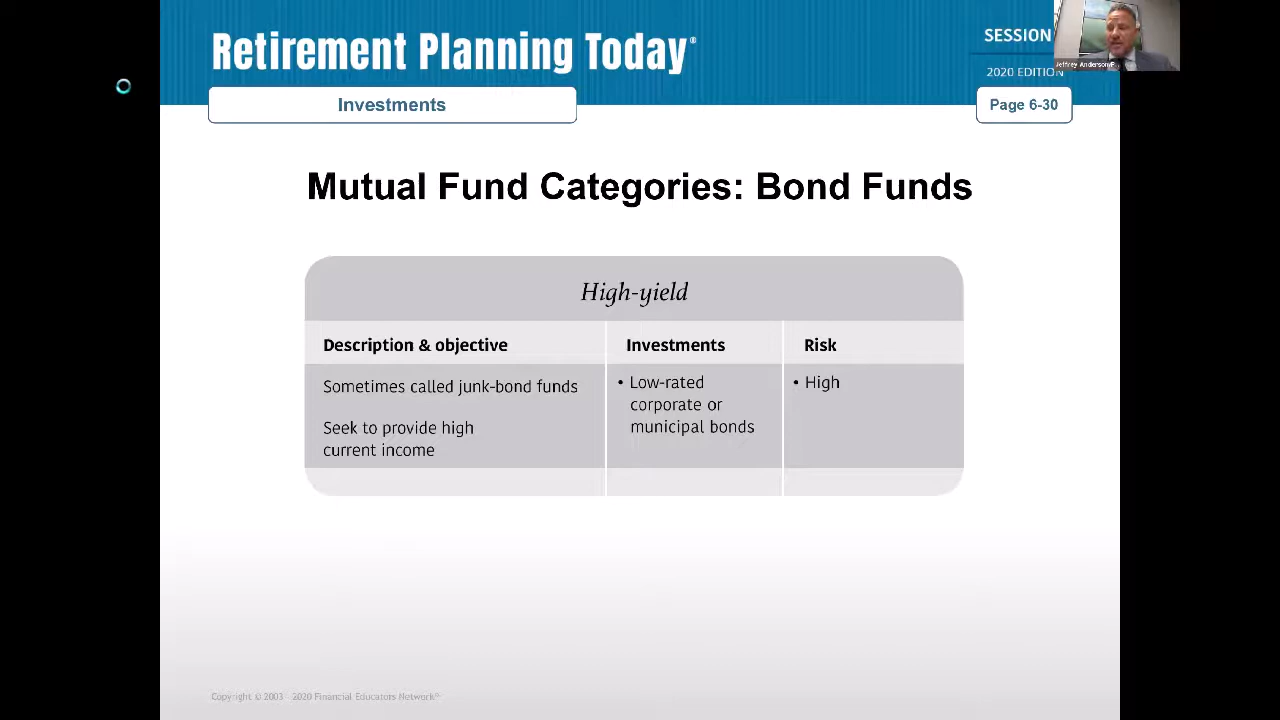 Retirement Planning Today®
SESSION
2020 EDITION
Jeffrey AndersonP...
Investments
Page 6-30
Mutual Fund Categories: Bond Funds
High-yield
Description & objective
Investments
Risk
Sometimes called junk-bond funds
Seek to provide high
current income
• Low-rated
corporate or
municipal bonds
• High
Copyright © 2003 - 2020 Financial Educators Network